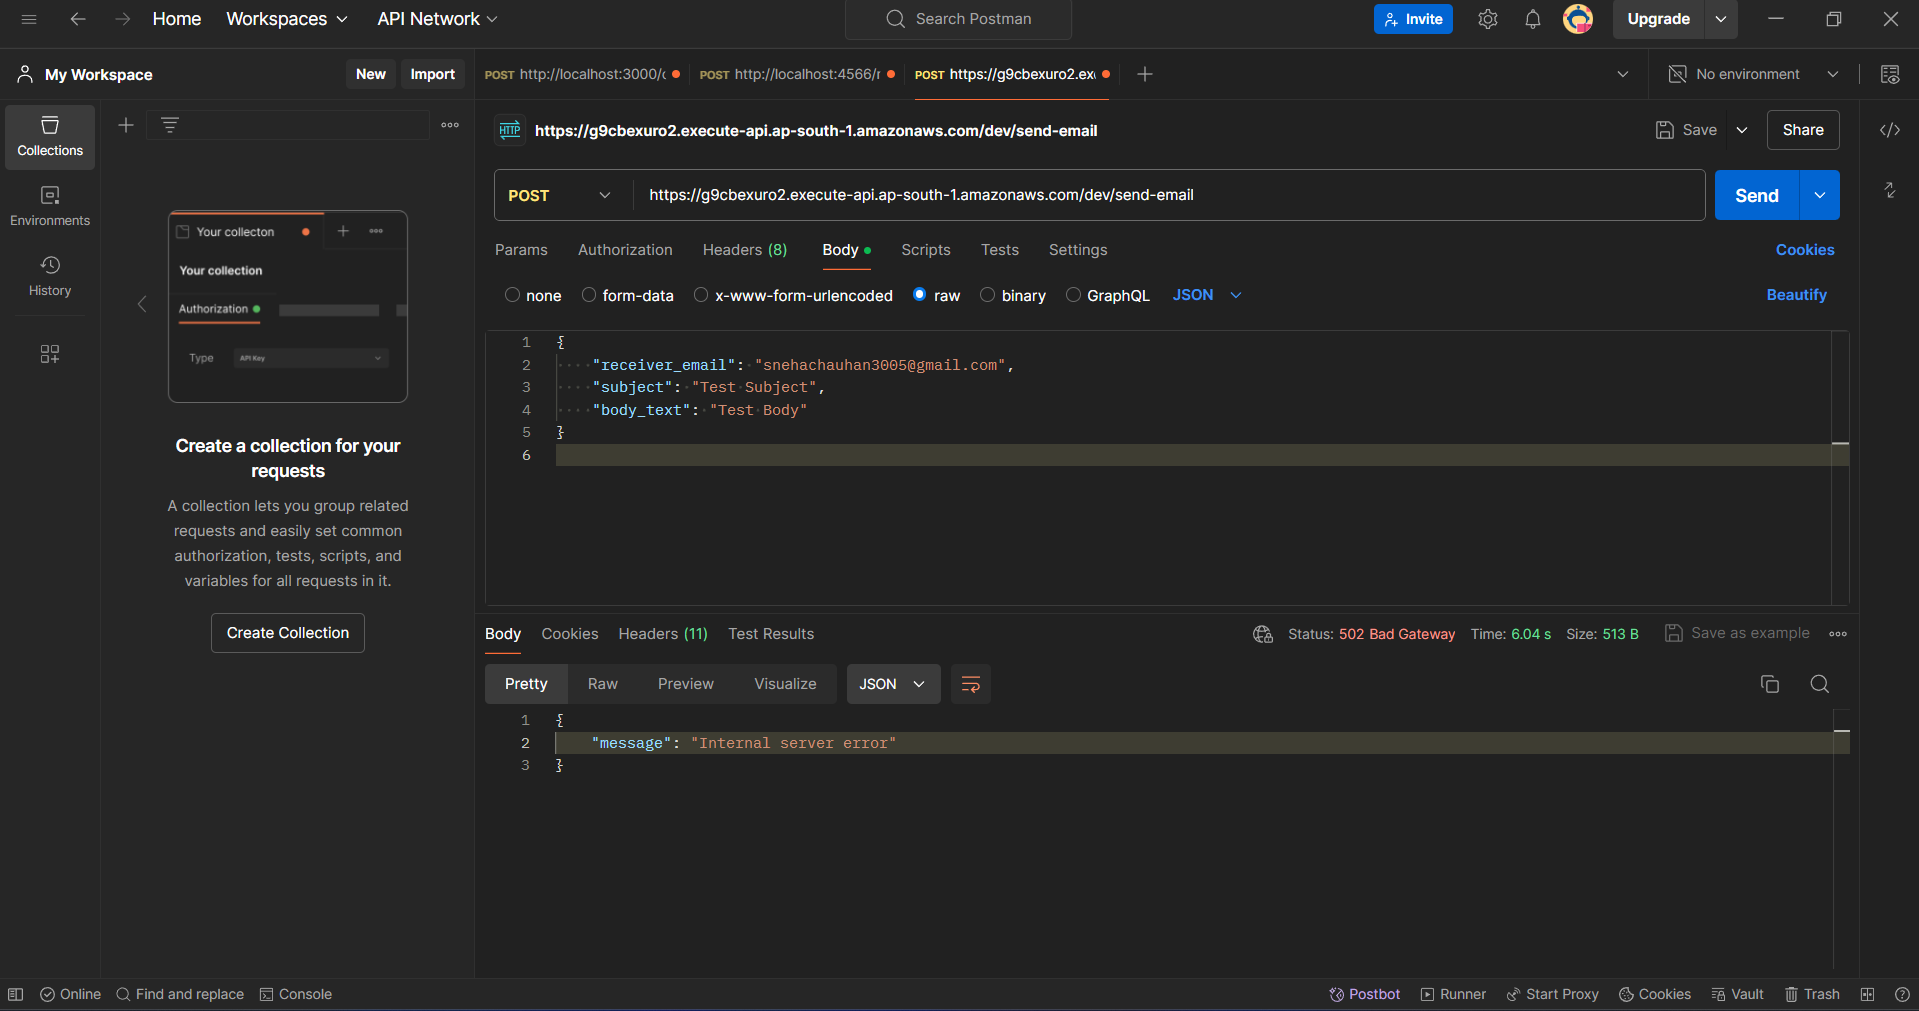 Home Workspaces API Network Search Postman Invite Upgrade
My Workspace New Import POST http://localhost:3000/ POST http://localhost:4566/ POST https://g9cbexuro2.ex No environment
Collections
Environments
History
Your collecton
Your collection
Authorization
Type API Key
Create a collection for your
requests
A collection lets you group related
requests and easily set common
authorization, tests, scripts, and
variables for all requests in it.
Create Collection
HTTP https://g9cbexuro2.execute-api.ap-south-1.amazonaws.com/dev/send-email Save Share
POST https://g9cbexuro2.execute-api.ap-south-1.amazonaws.com/dev/send-email Send
Params Authorization Headers (8) Body Scripts Tests Settings Cookies
none form-data x-www-form-urlencoded raw binary GraphQL JSON Beautify
1 {
2 "receiver_email": "snehachauhan3005@gmail.com",
3 "subject": "Test Subject",
4 "body_text": "Test Body"
5 }
6
Body Cookies Headers (11) Test Results Status: 502 Bad Gateway Time: 6.04 s Size: 513 B Save as example
Pretty Raw Preview Visualize JSON
1 {
2 "message": "Internal server error"
3 }
Online Find and replace Console Postbot Runner Start Proxy Cookies Vault Trash